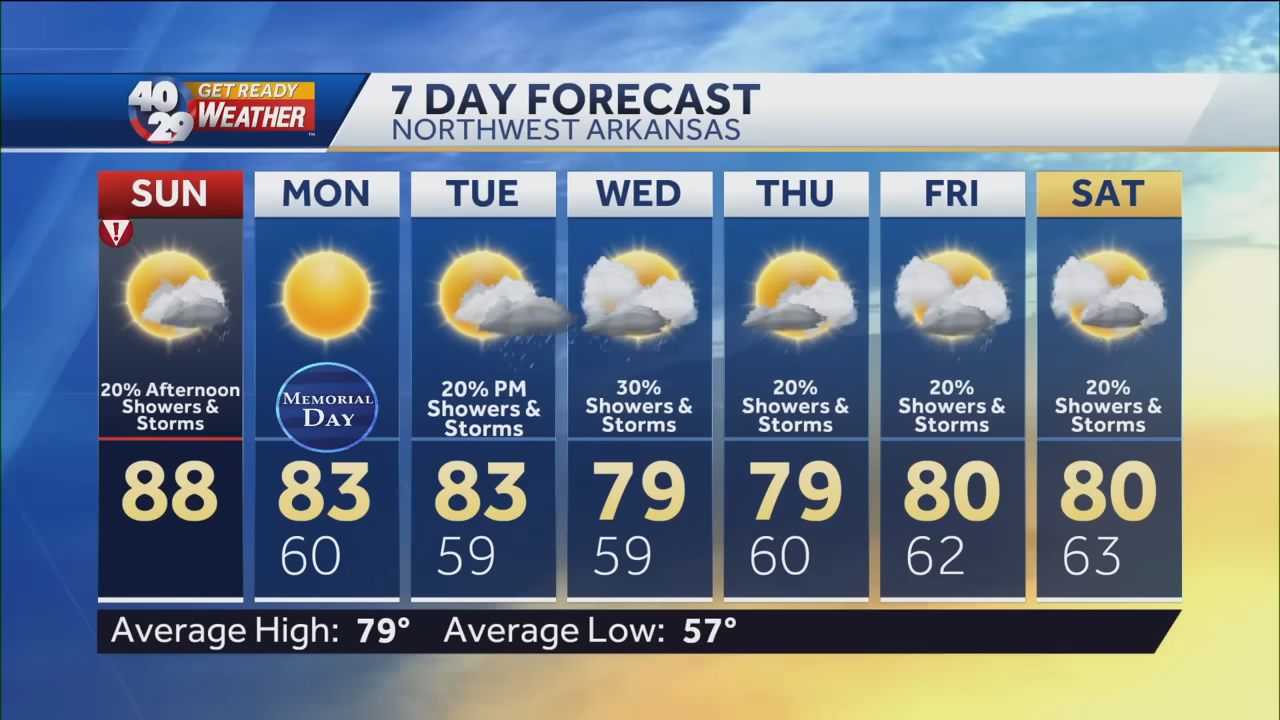 40
29
GET READY
WEATHER
™
7 DAY FORECAST
NORTHWEST ARKANSAS
SUN
MON
TUE
WED
THU
FRI
SAT
!
20% Afternoon
Showers &
Storms
MEMORIAL
DAY
20% PM
Showers &
Storms
30%
Showers &
Storms
20%
Showers &
Storms
20%
Showers &
Storms
20%
Showers &
Storms
88
83
83
79
79
80
80
60
59
59
60
62
63
Average High: 79° Average Low: 57°